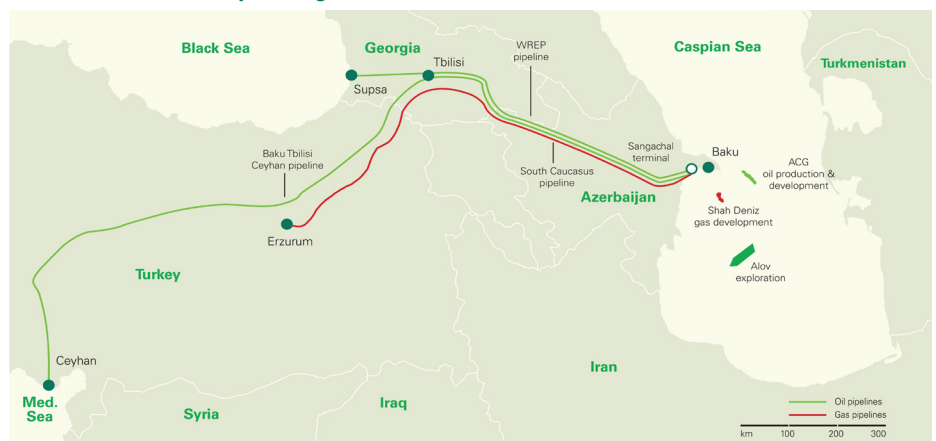 Black Sea
Georgia
WREP
pipeline
Caspian Sea
Turkmenistan
Tbilisi
Supsa
Baku Tbilisi
Ceyhan pipeline
Sangachal
terminal
Baku
ACG
oil production &
development
South Caucasus
pipeline
Azerbaijan
Shah Deniz
gas development
Erzurum
Alov
exploration
Turkey
Ceyhan
Iran
Med.
Sea
Syria
Iraq
Oil pipelines
Gas pipelines
km 100 200 300